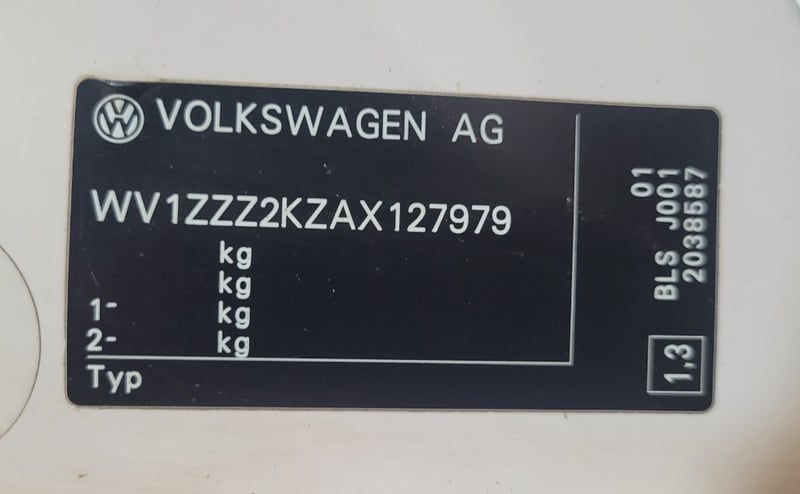 VOLKSWAGEN AG
WV1ZZZ2KZAX127979
kg
kg
1- kg
2- kg
Typ
01
BLS J001
2038587
1,3